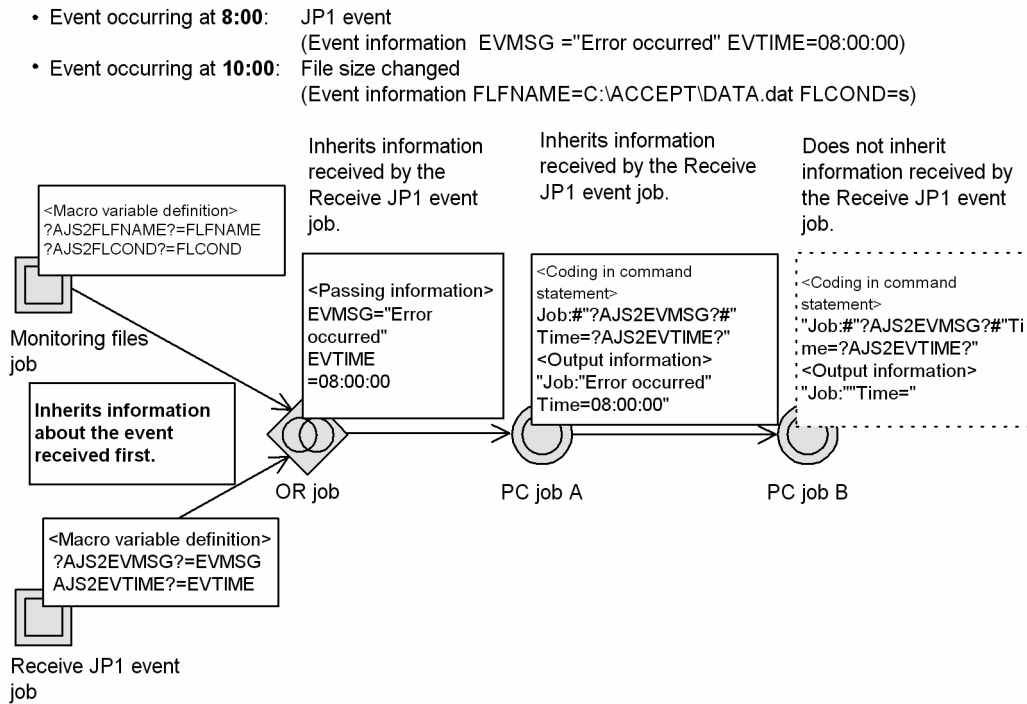 • Event occurring at 8:00: JP1 event
(Event information EVMSG ="Error occurred" EVTIME=08:00:00)
• Event occurring at 10:00: File size changed
(Event information FLFNAME=C:\ACCEPT\DATA.dat FLCOND=s)
Inherits information
received by the
Receive JP1 event
job.
Inherits information
received by the Receive
JP1 event job.
Does not inherit
information received by
the Receive JP1 event
job.
<Macro variable definition>
?AJS2FLFNAME?=FLFNAME
?AJS2FLCOND?=FLCOND
Monitoring files
job
<Passing information>
EVMSG="Error
occurred"
EVTIME
=08:00:00
<Coding in command
statement>
Job:#"?AJS2EVMSG?#"
Time=?AJS2EVTIME?"
<Output information>
"Job:"Error occurred"
Time=08:00:00"
<Coding in command
statement>
"Job:#"?AJS2EVMSG?#"Ti
me=?AJS2EVTIME?"
<Output information>
"Job:""Time="
Inherits information
about the event
received first.
OR job
PC job A
PC job B
<Macro variable definition>
?AJS2EVMSG?=EVMSG
AJS2EVTIME?=EVTIME
Receive JP1 event
job